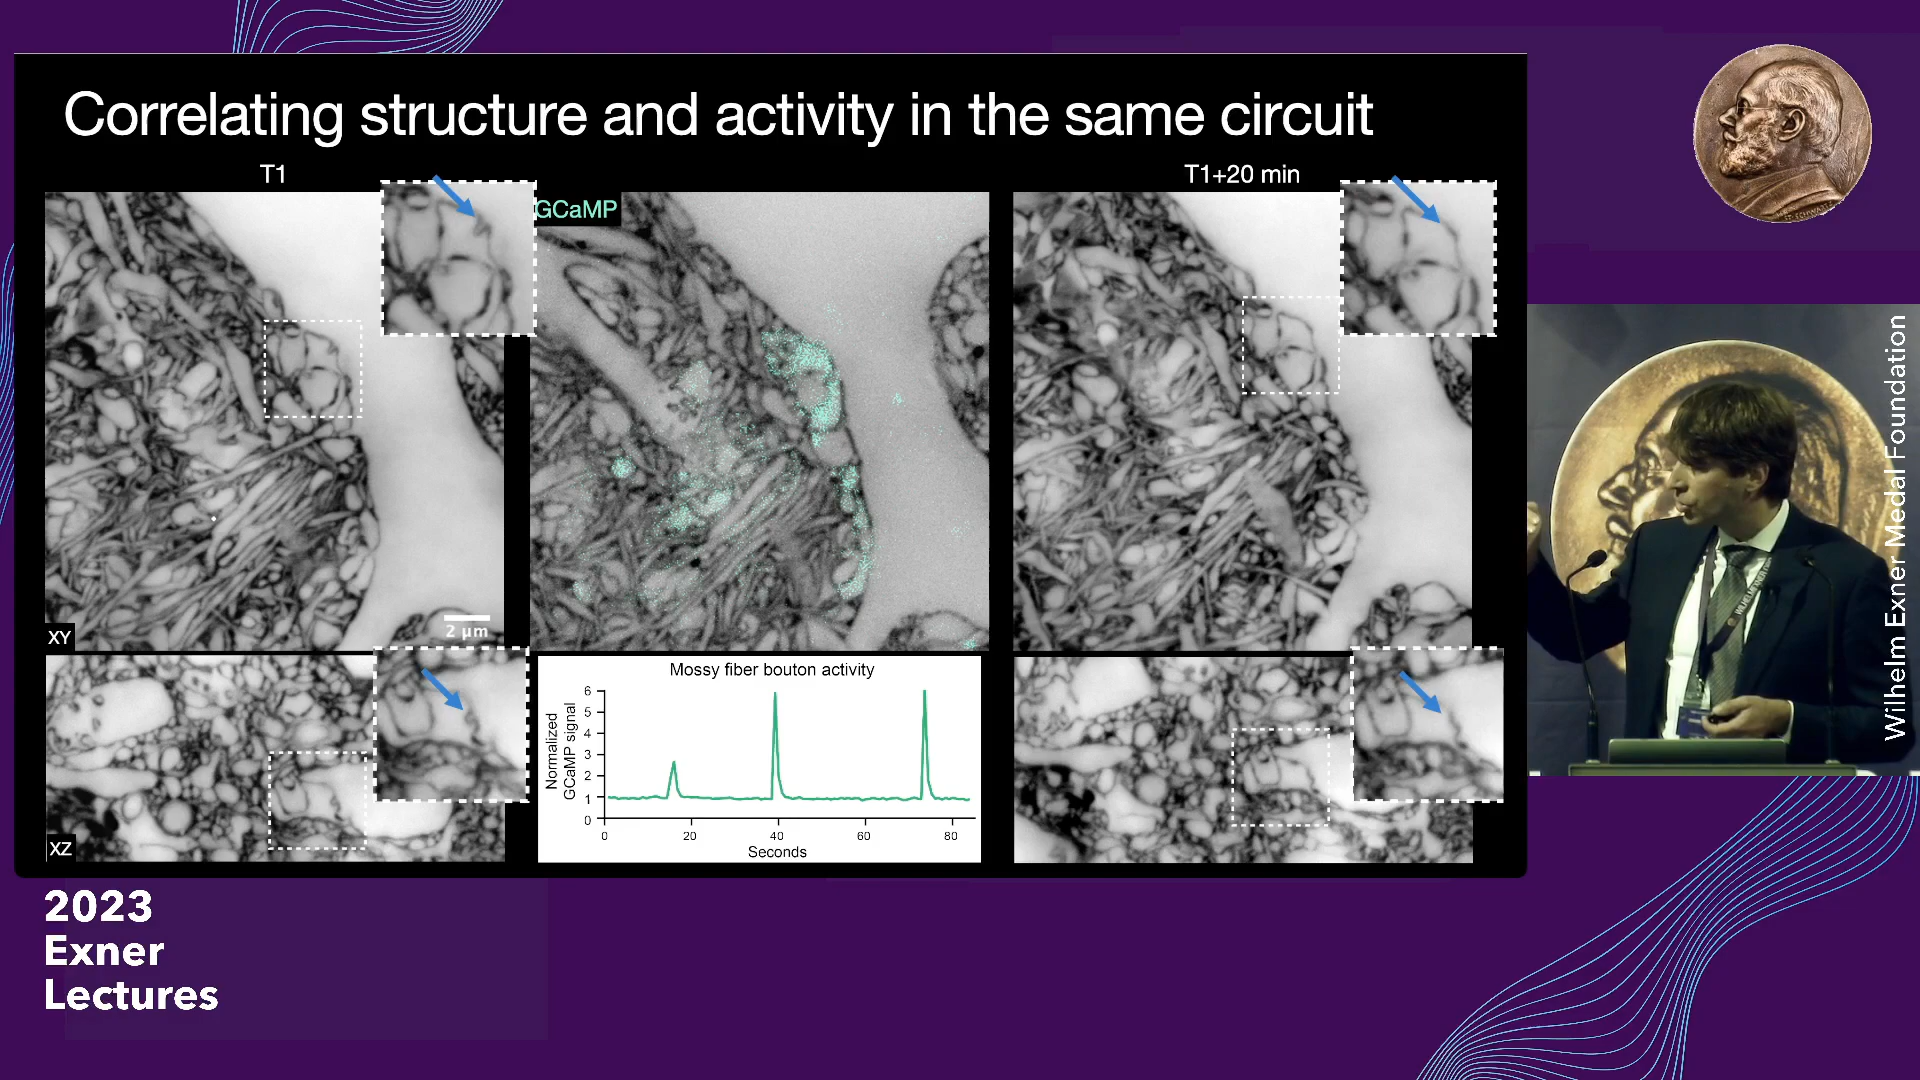 Correlating structure and activity in the same circuit
T1
T1+20 min
GCaMP
XY
2 µm
XZ
Mossy fiber bouton activity
Normalized
GCaMP signal
6
5
4
3
2
1
0
0 20 40 60 80
Seconds
2023
Exner
Lectures
Wilhelm Exner Medal Foundation